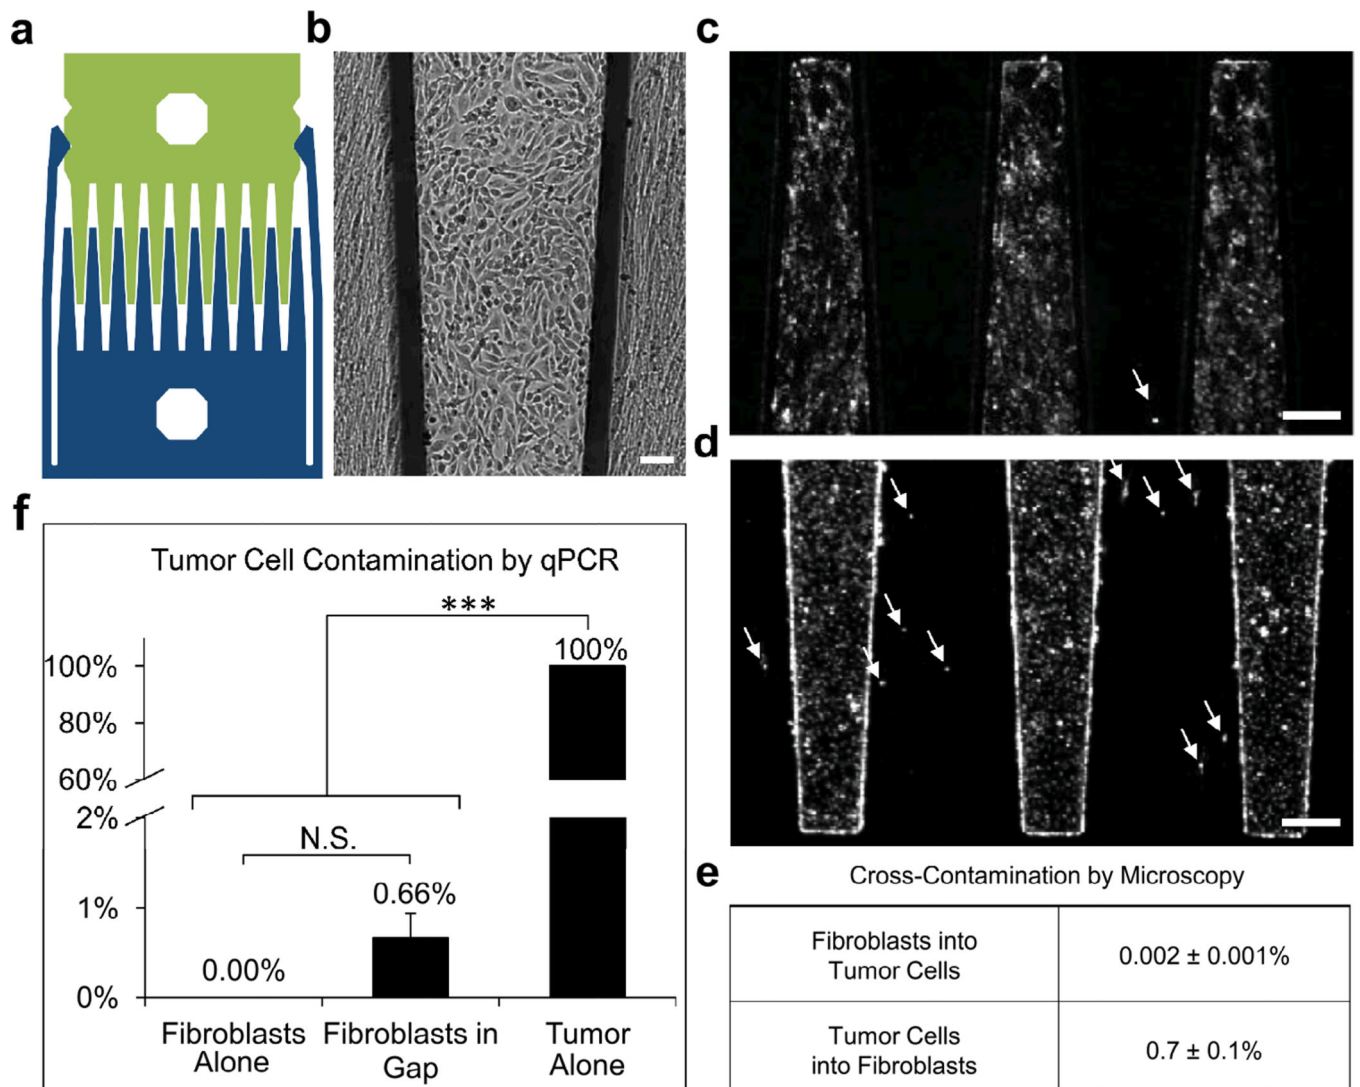 a
b
c
d
f
Tumor Cell Contamination by qPCR
***
100%
100%
80%
60%
2%
N.S.
1%
0.66%
0.00%
0%
Fibroblasts
Alone
Fibroblasts in
Gap
Tumor
Alone
e
Cross-Contamination by Microscopy
Fibroblasts into
Tumor Cells
0.002 ± 0.001%
Tumor Cells
into Fibroblasts
0.7 ± 0.1%